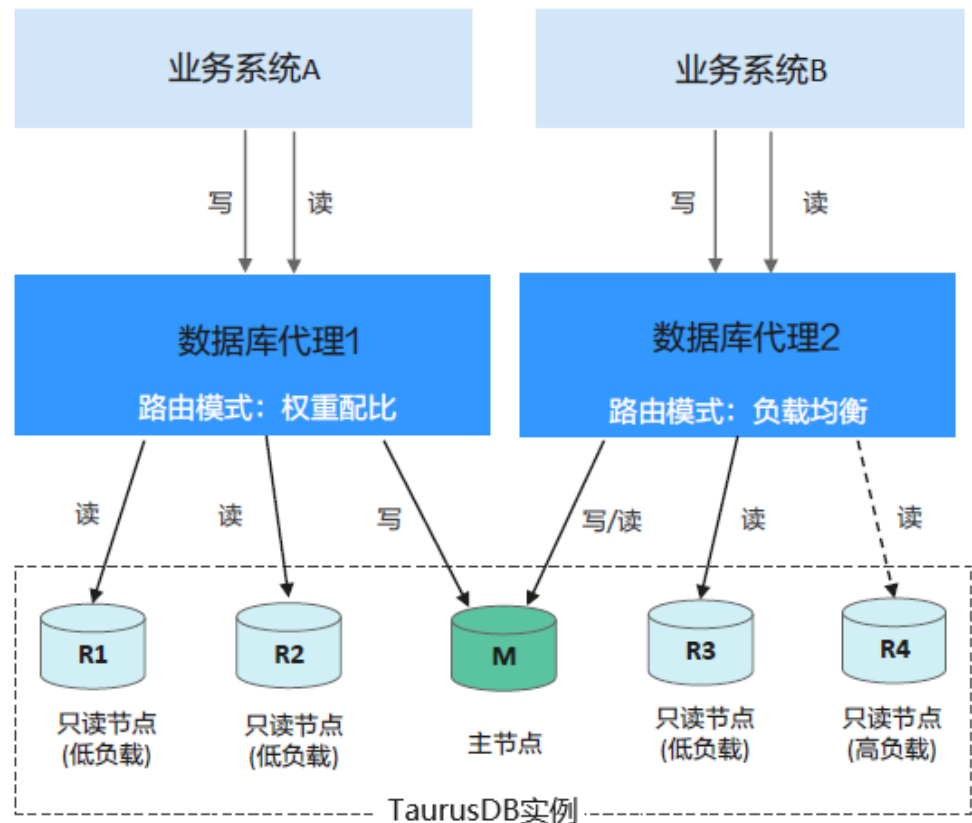 业务系统A
业务系统B
写
读
写
读
数据库代理1
路由模式：权重配比
数据库代理2
路由模式：负载均衡
读
读
写
写/读
读
读
R1
R2
M
R3
R4
只读节点
(低负载)
只读节点
(低负载)
主节点
只读节点
(低负载)
只读节点
(高负载)
TaurusDB实例